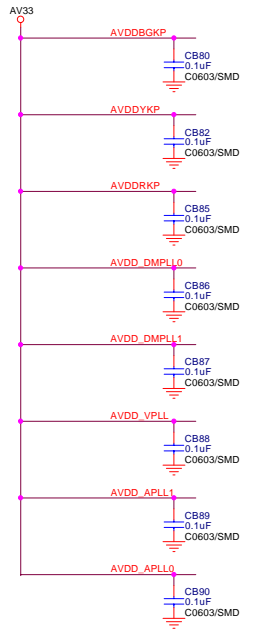 AV33
AVDDBGKP
CB80
0.1uF
C0603/SMD
AVDDYKP
CB82
0.1uF
C0603/SMD
AVDDRKP
CB85
0.1uF
C0603/SMD
AVDD_DMPLL0
CB86
0.1uF
C0603/SMD
AVDD_DMPLL1
CB87
0.1uF
C0603/SMD
AVDD_VPLL
CB88
0.1uF
C0603/SMD
AVDD_APLL1
CB89
0.1uF
C0603/SMD
AVDD_APLL0
CB90
0.1uF
C0603/SMD